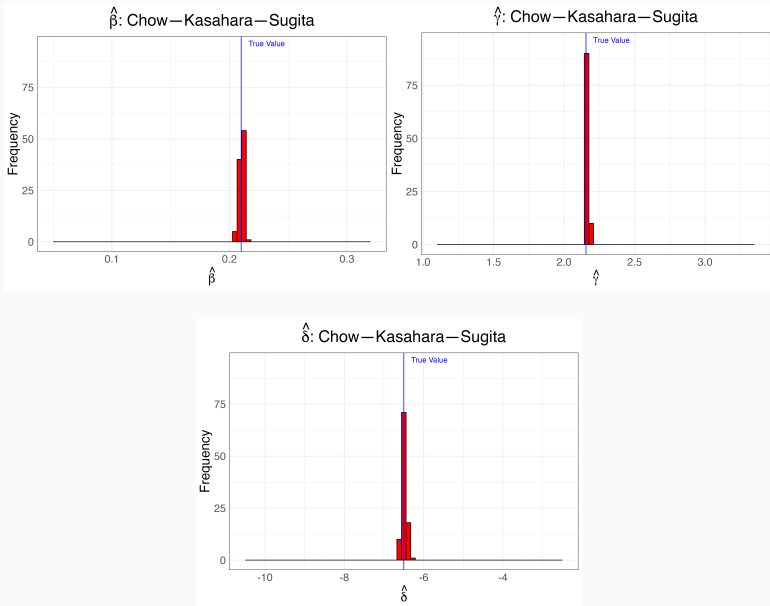 β̂: Chow—Kasahara—Sugita
True Value
Frequency
75
50
25
0
0.1 0.2 0.3
β̂
γ̂: Chow—Kasahara—Sugita
True Value
Frequency
75
50
25
0
1.0 1.5 2.0 2.5 3.0
γ̂
δ̂: Chow—Kasahara—Sugita
True Value
Frequency
75
50
25
0
-10 -8 -6 -4
δ̂